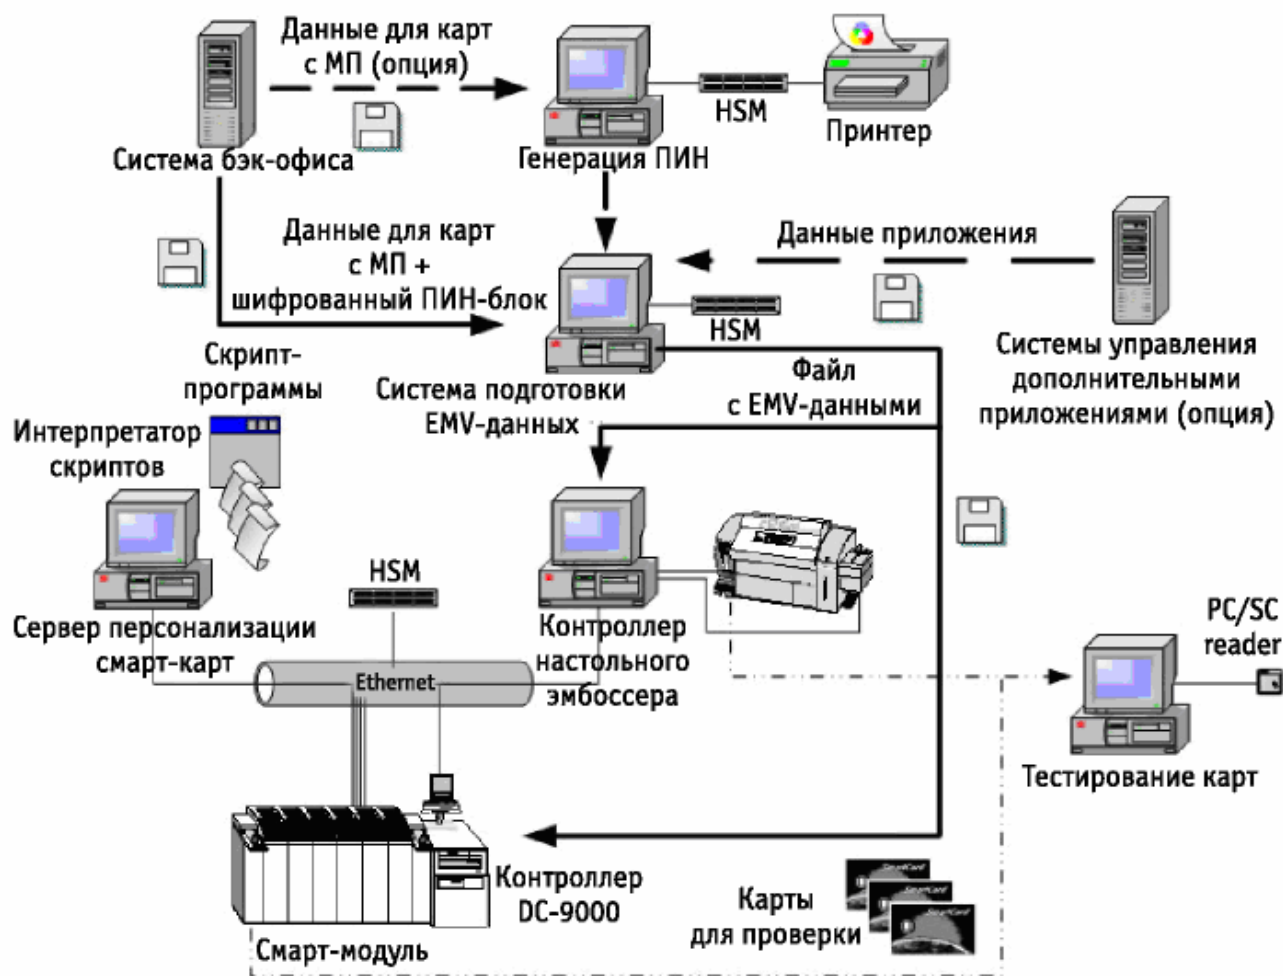 Данные для карт
с МП (опция)
HSM
Принтер
Система бэк-офиса
Генерация ПИН
Данные для карт
с МП +
шифрованный ПИН-блок
Данные приложения
HSM
Системы управления
дополнительными
приложениями (опция)
Скрипт-
программы
Система подготовки
EMV-данных
Файл
с EMV-данными
Интерпретатор
скриптов
HSM
Сервер персонализации
смарт-карт
Контроллер
настольного
эмбоссера
Ethernet
PC/SC
reader
Тестирование карт
Контроллер
DC-9000
Смарт-модуль
Карты
для проверки
SmartCard
SmartCard
SmartCard